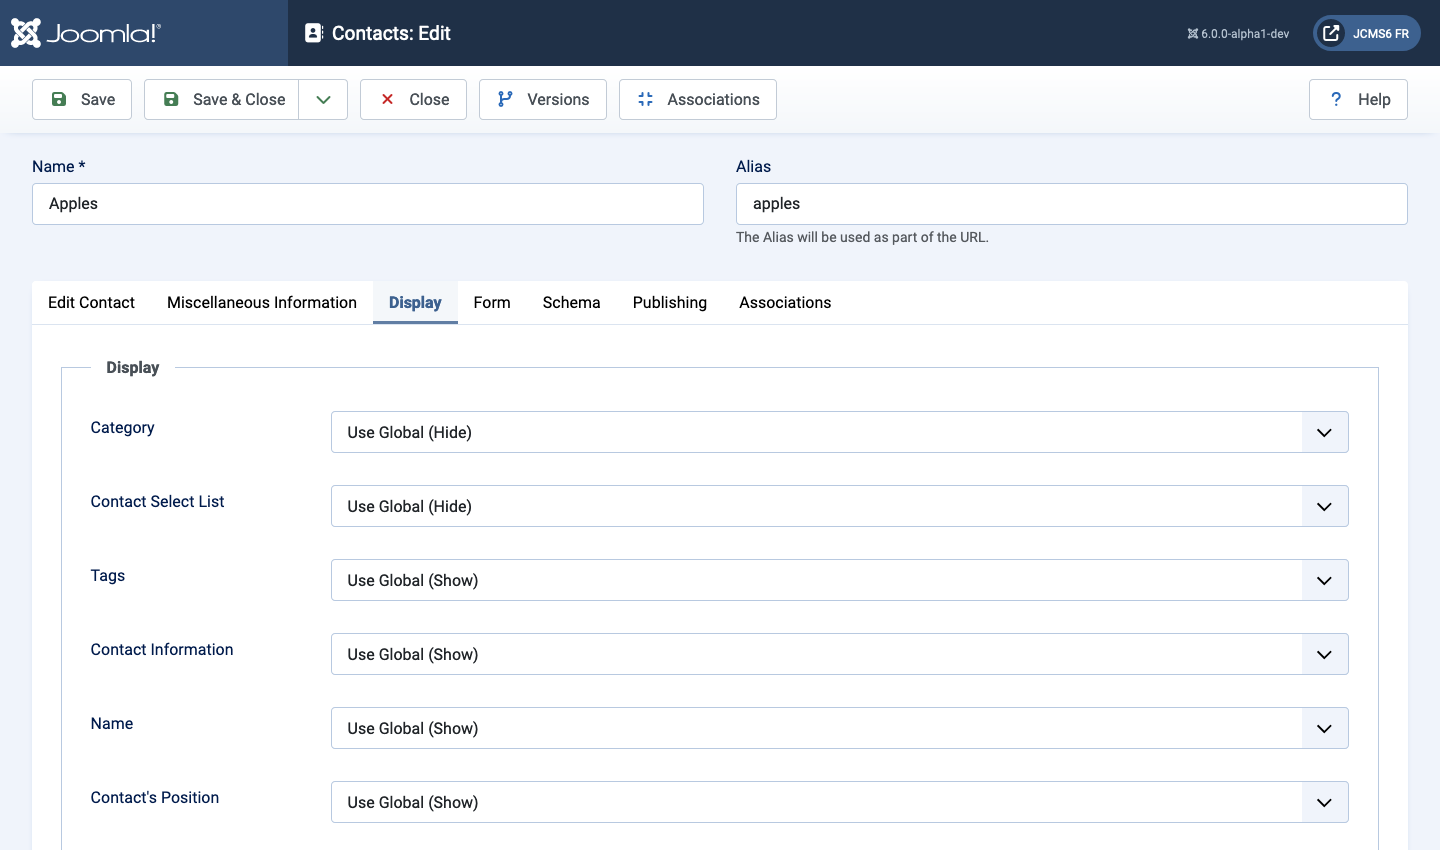 Joomla!®
Contacts: Edit
6.0.0-alpha1-dev
JCMS6 FR
Save
Save & Close
Close
Versions
Associations
? Help
Name *
Alias
Apples
apples
The Alias will be used as part of the URL.
Edit Contact
Miscellaneous Information
Display
Form
Schema
Publishing
Associations
Display
Category
Use Global (Hide)
Contact Select List
Use Global (Hide)
Tags
Use Global (Show)
Contact Information
Use Global (Show)
Name
Use Global (Show)
Contact's Position
Use Global (Show)